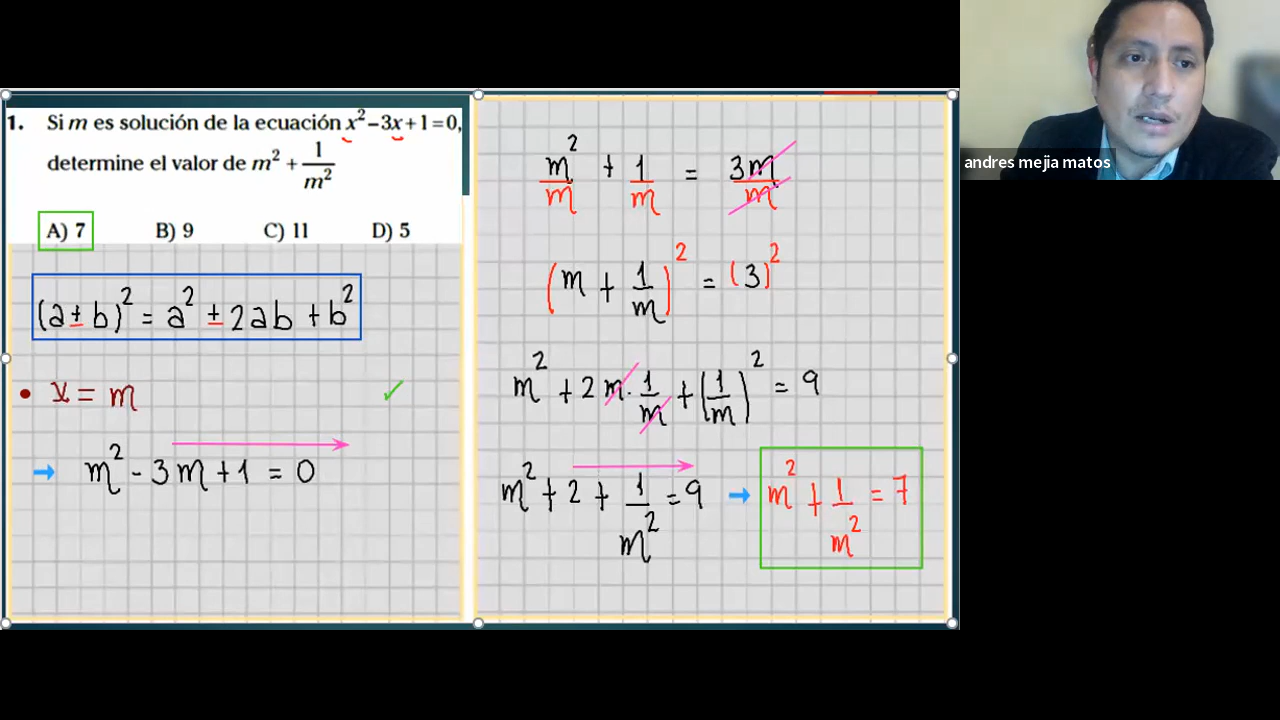 1. Si m es solución de la ecuación x² – 3x + 1 = 0,
determine el valor de m² + 1/m²
A) 7 B) 9 C) 11 D) 5
(a ± b)² = a² ± 2ab + b²
• x = m ✓
→ m² - 3m + 1 = 0
m²/m + 1/m = 3m/m
(m + 1/m)² = (3)²
m² + 2m · 1/m + (1/m)² = 9
m² + 2 + 1/m² = 9 → m² + 1/m² = 7
andres mejia matos